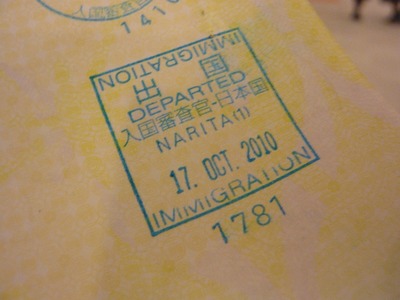 1410
IMMIGRATION
出国
DEPARTED
入国審査官-日本国
NARITA(1)
17. OCT. 2010
IMMIGRATION
1781